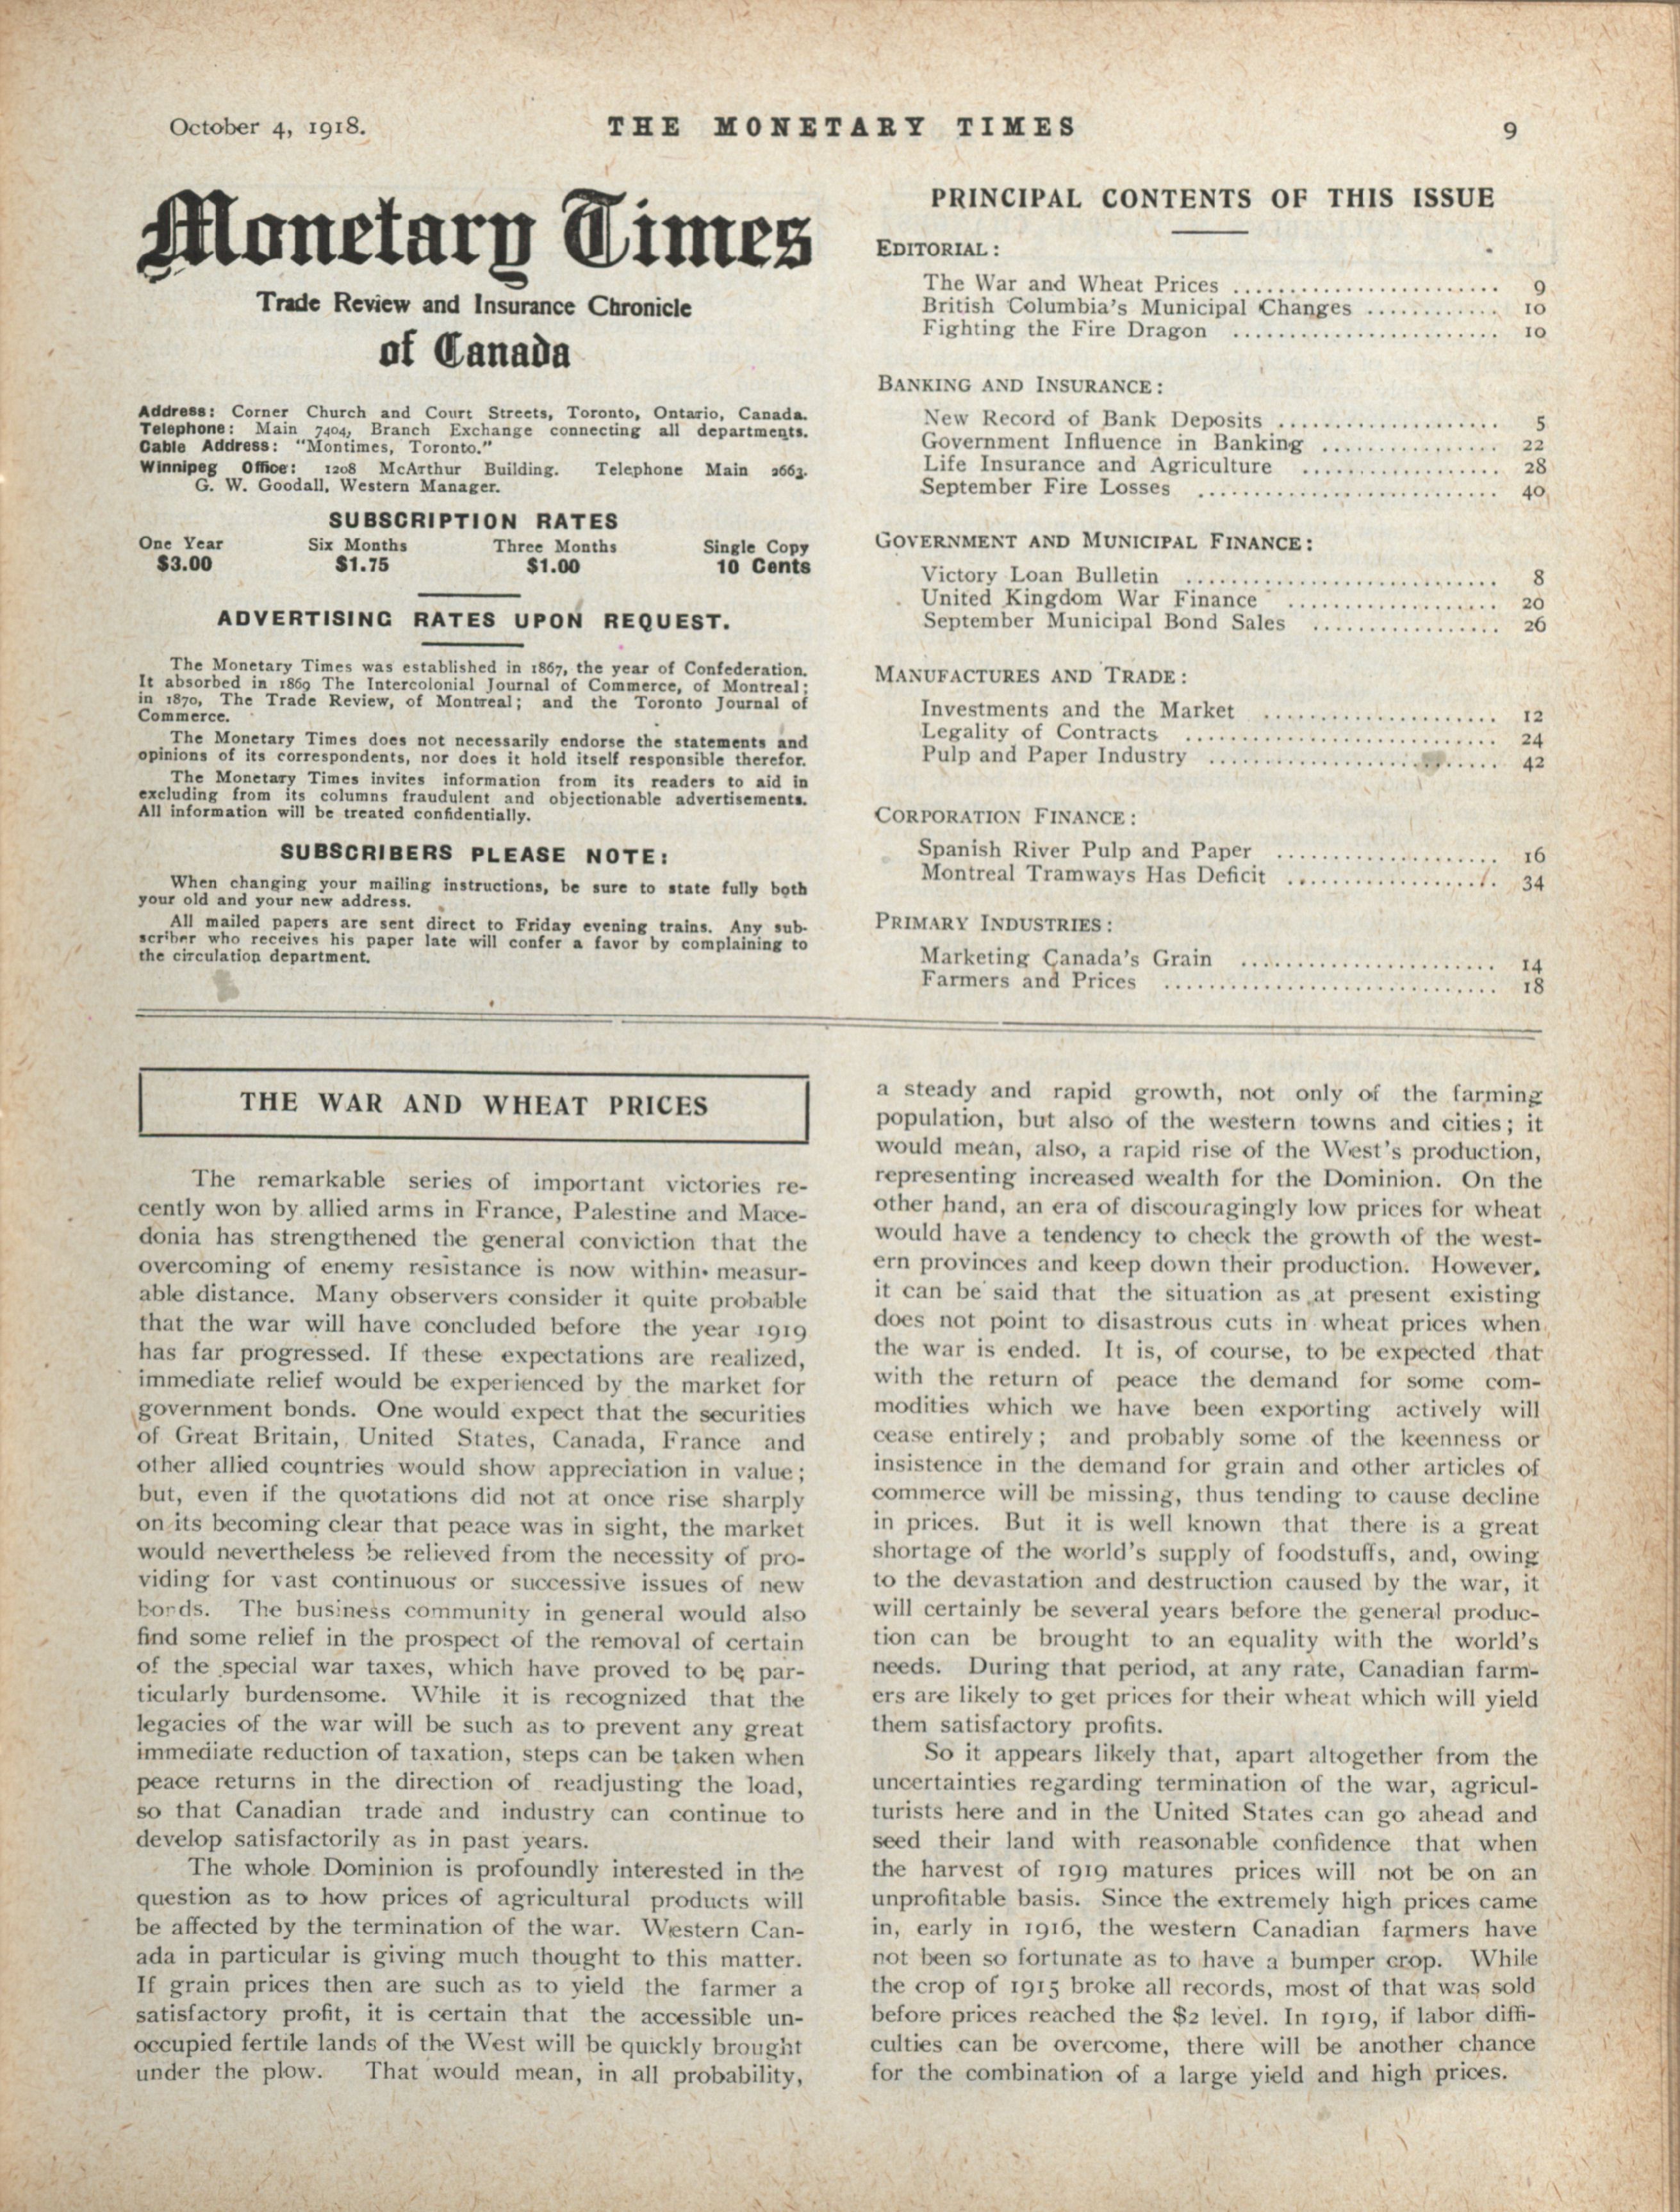 October 4, 1918.
THE MONETARY TIMES
9
Monetary Times
Trade Review and Insurance Chronicle
of Canada
Address: Corner Church and Court Streets, Toronto, Ontario, Canada.
Telephone: Main 7404, Branch Exchange connecting all departments.
Cable Address: "Montimes, Toronto."
Winnipeg Office: 1208 McArthur Building. Telephone Main 2663.
G. W. Goodall, Western Manager.
SUBSCRIPTION RATES
One Year Six Months Three Months Single Copy
$3.00 $1.75 $1.00 10 Cents
ADVERTISING RATES UPON REQUEST.
The Monetary Times was established in 1867, the year of Confederation.
It absorbed in 1869 The Intercolonial Journal of Commerce, of Montreal;
in 1870, The Trade Review, of Montreal; and the Toronto Journal of
Commerce.
The Monetary Times does not necessarily endorse the statements and
opinions of its correspondents, nor does it hold itself responsible therefor.
The Monetary Times invites information from its readers to aid in
excluding from its columns fraudulent and objectionable advertisements.
All information will be treated confidentially.
SUBSCRIBERS PLEASE NOTE:
When changing your mailing instructions, be sure to state fully both
your old and your new address.
All mailed papers are sent direct to Friday evening trains. Any sub-
scriber who receives his paper late will confer a favor by complaining to
the circulation department.
PRINCIPAL CONTENTS OF THIS ISSUE
EDITORIAL:
The War and Wheat Prices ........................ 9
British Columbia's Municipal Changes ............ 10
Fighting the Fire Dragon ........................ 10
BANKING AND INSURANCE:
New Record of Bank Deposits .................... 5
Government Influence in Banking ................ 22
Life Insurance and Agriculture .................. 28
September Fire Losses ........................... 40
GOVERNMENT AND MUNICIPAL FINANCE:
Victory Loan Bulletin ............................ 8
United Kingdom War Finance ................... 20
September Municipal Bond Sales ................. 26
MANUFACTURES AND TRADE:
Investments and the Market ..................... 12
Legality of Contracts ............................ 24
Pulp and Paper Industry .......................... 42
CORPORATION FINANCE:
Spanish River Pulp and Paper .................... 16
Montreal Tramways Has Deficit ................... 34
PRIMARY INDUSTRIES:
Marketing Canada's Grain ....................... 14
Farmers and Prices .............................. 18
THE WAR AND WHEAT PRICES
The remarkable series of important victories re-
cently won by allied arms in France, Palestine and Mace-
donia has strengthened the general conviction that the
overcoming of enemy resistance is now within measur-
able distance. Many observers consider it quite probable
that the war will have concluded before the year 1919
has far progressed. If these expectations are realized,
immediate relief would be experienced by the market for
government bonds. One would expect that the securities
of Great Britain, United States, Canada, France and
other allied countries would show appreciation in value;
but, even if the quotations did not at once rise sharply
on its becoming clear that peace was in sight, the market
would nevertheless be relieved from the necessity of pro-
viding for vast continuous or successive issues of new
bonds. The business community in general would also
find some relief in the prospect of the removal of certain
of the special war taxes, which have proved to be par-
ticularly burdensome. While it is recognized that the
legacies of the war will be such as to prevent any great
immediate reduction of taxation, steps can be taken when
peace returns in the direction of readjusting the load,
so that Canadian trade and industry can continue to
develop satisfactorily as in past years.
The whole Dominion is profoundly interested in the
question as to how prices of agricultural products will
be affected by the termination of the war. Western Can-
ada in particular is giving much thought to this matter.
If grain prices then are such as to yield the farmer a
satisfactory profit, it is certain that the accessible un-
occupied fertile lands of the West will be quickly brought
under the plow. That would mean, in all probability,
a steady and rapid growth, not only of the farming
population, but also of the western towns and cities; it
would mean, also, a rapid rise of the West's production,
representing increased wealth for the Dominion. On the
other hand, an era of discouragingly low prices for wheat
would have a tendency to check the growth of the west-
ern provinces and keep down their production. However,
it can be said that the situation as at present existing
does not point to disastrous cuts in wheat prices when
the war is ended. It is, of course, to be expected that
with the return of peace the demand for some com-
modities which we have been exporting actively will
cease entirely; and probably some of the keenness or
insistence in the demand for grain and other articles of
commerce will be missing, thus tending to cause decline
in prices. But it is well known that there is a great
shortage of the world's supply of foodstuffs, and, owing
to the devastation and destruction caused by the war, it
will certainly be several years before the general produc-
tion can be brought to an equality with the world's
needs. During that period, at any rate, Canadian farm-
ers are likely to get prices for their wheat which will yield
them satisfactory profits.
So it appears likely that, apart altogether from the
uncertainties regarding termination of the war, agricul-
turists here and in the United States can go ahead and
seed their land with reasonable confidence that when
the harvest of 1919 matures prices will not be on an
unprofitable basis. Since the extremely high prices came
in, early in 1916, the western Canadian farmers have
not been so fortunate as to have a bumper crop. While
the crop of 1915 broke all records, most of that was sold
before prices reached the $2 level. In 1919, if labor diffi-
culties can be overcome, there will be another chance
for the combination of a large yield and high prices.